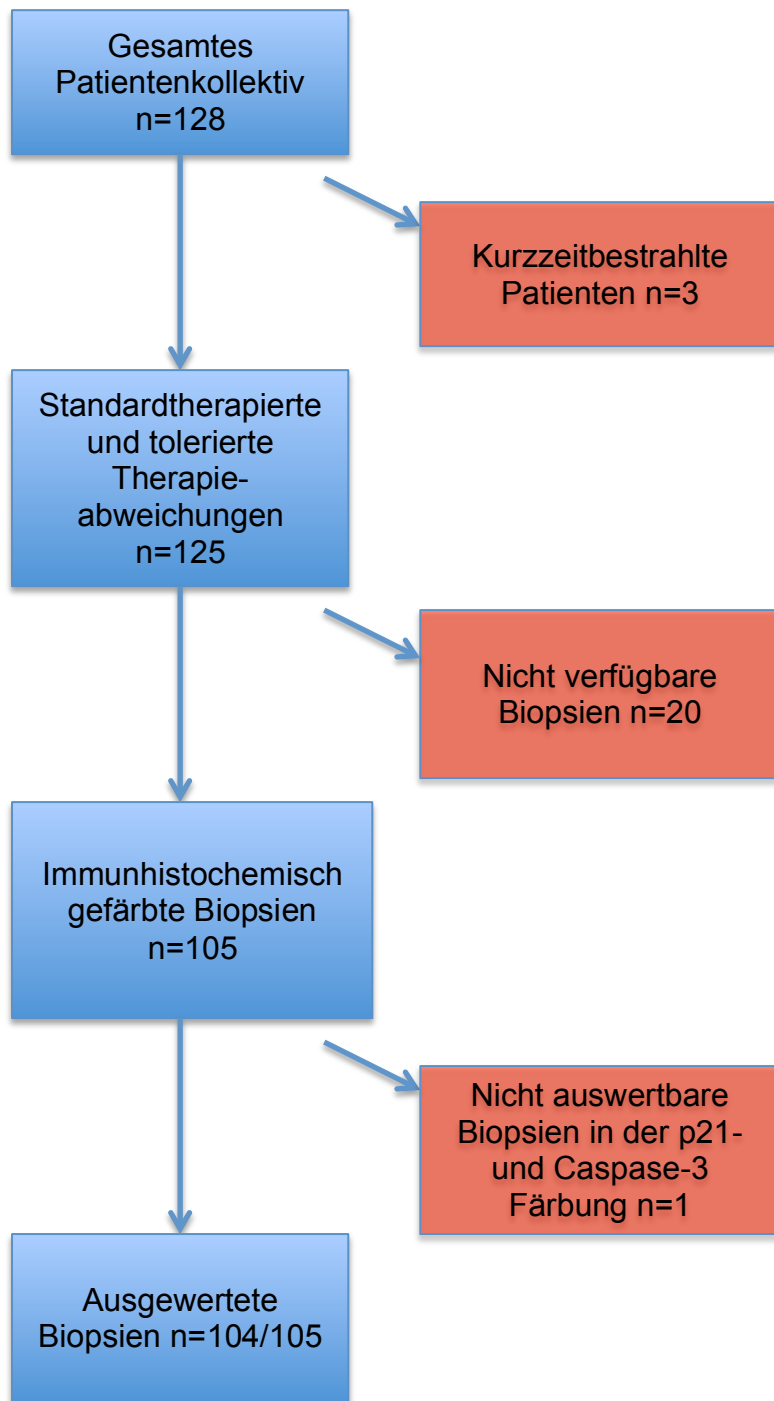 Gesamtes
Patientenkollektiv
n=128
Kurzzeitbestrahlte
Patienten n=3
Standardtherapierte
und tolerierte
Therapie-
abweichungen
n=125
Nicht verfügbare
Biopsien n=20
Immunhistochemisch
gefärbte Biopsien
n=105
Nicht auswertbare
Biopsien in der p21-
und Caspase-3
Färbung n=1
Ausgewertete
Biopsien n=104/105